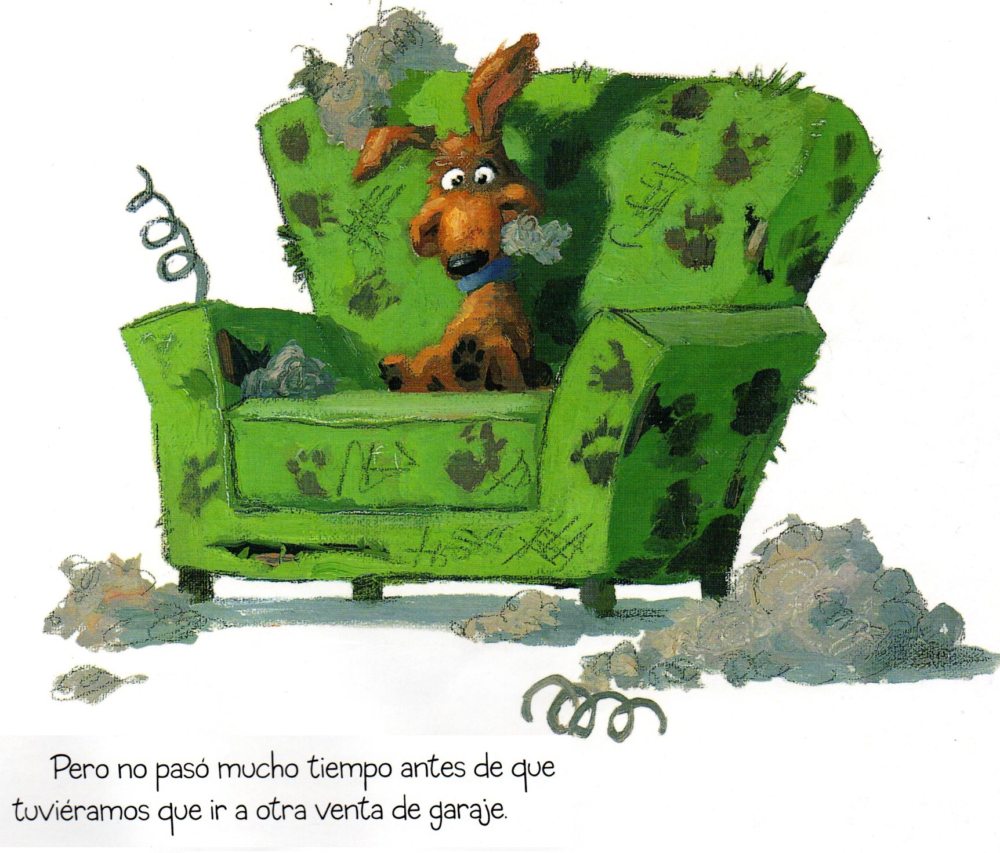 Pero no pasó mucho tiempo antes de que
tuviéramos que ir a otra venta de garaje.